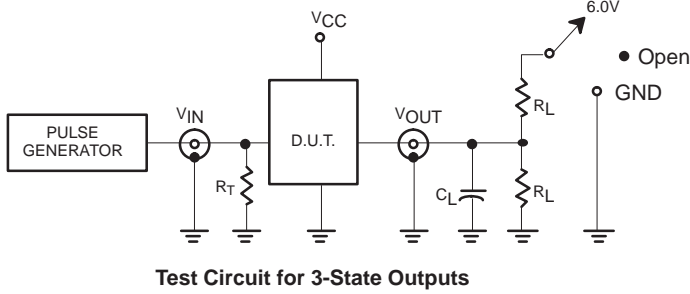 6.0V
VCC
Open
GND
RL
VIN
VOUT
PULSE
GENERATOR
D.U.T.
RT
CL
RL
Test Circuit for 3-State Outputs